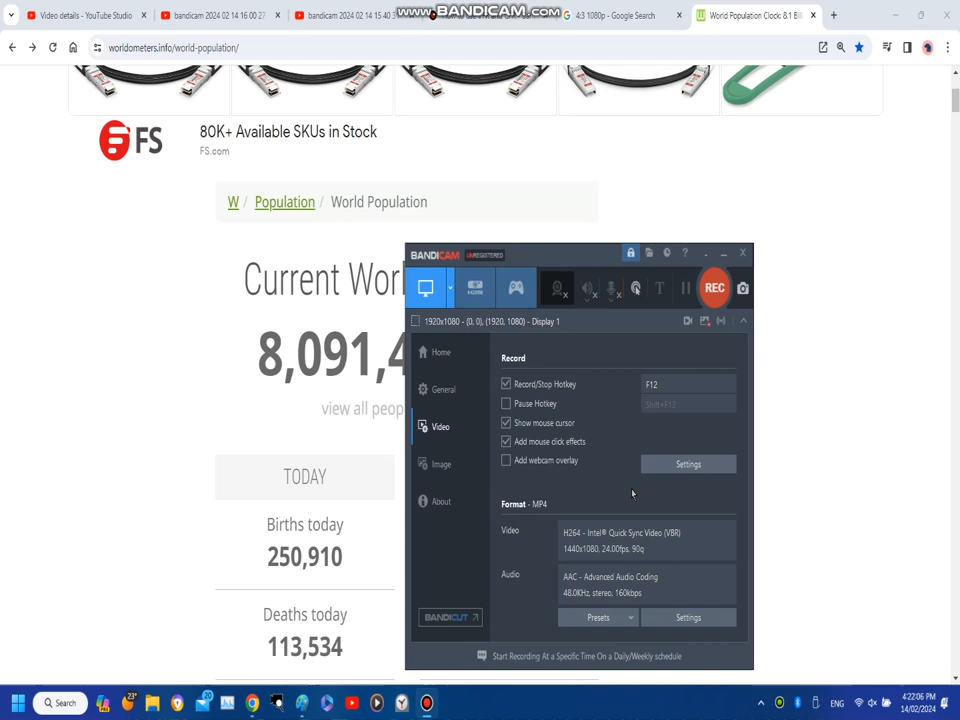 www.BANDICAM.com
Video details - YouTube Studio
bandicam 2024 02 14 16 00 27
bandicam 2024 02 14 15 40 3
4:3 1080p - Google Search
World Population Clock: 8.1 Bil
worldometers.info/world-population/
FS
80K+ Available SKUs in Stock
FS.com
W / Population / World Population
Current Worl
8,091,4
view all peop
TODAY
Births today
250,910
Deaths today
113,534
BANDICAM UNREGISTERED
HDMI
REC
1920x1080 - (0, 0), (1920, 1080) - Display 1
Home
General
Video
Image
About
BANDICUT
Record
Record/Stop Hotkey
F12
Pause Hotkey
Shift+F12
Show mouse cursor
Add mouse click effects
Add webcam overlay
Settings
Format - MP4
Video
H264 - Intel® Quick Sync Video (VBR)
1440x1080, 24.00fps, 90q
Audio
AAC - Advanced Audio Coding
48.0KHz, stereo, 160kbps
Presets
Settings
Start Recording At a Specific Time On a Daily/Weekly schedule
Search
20
23°
ENG
4:22:06 PM
14/02/2024